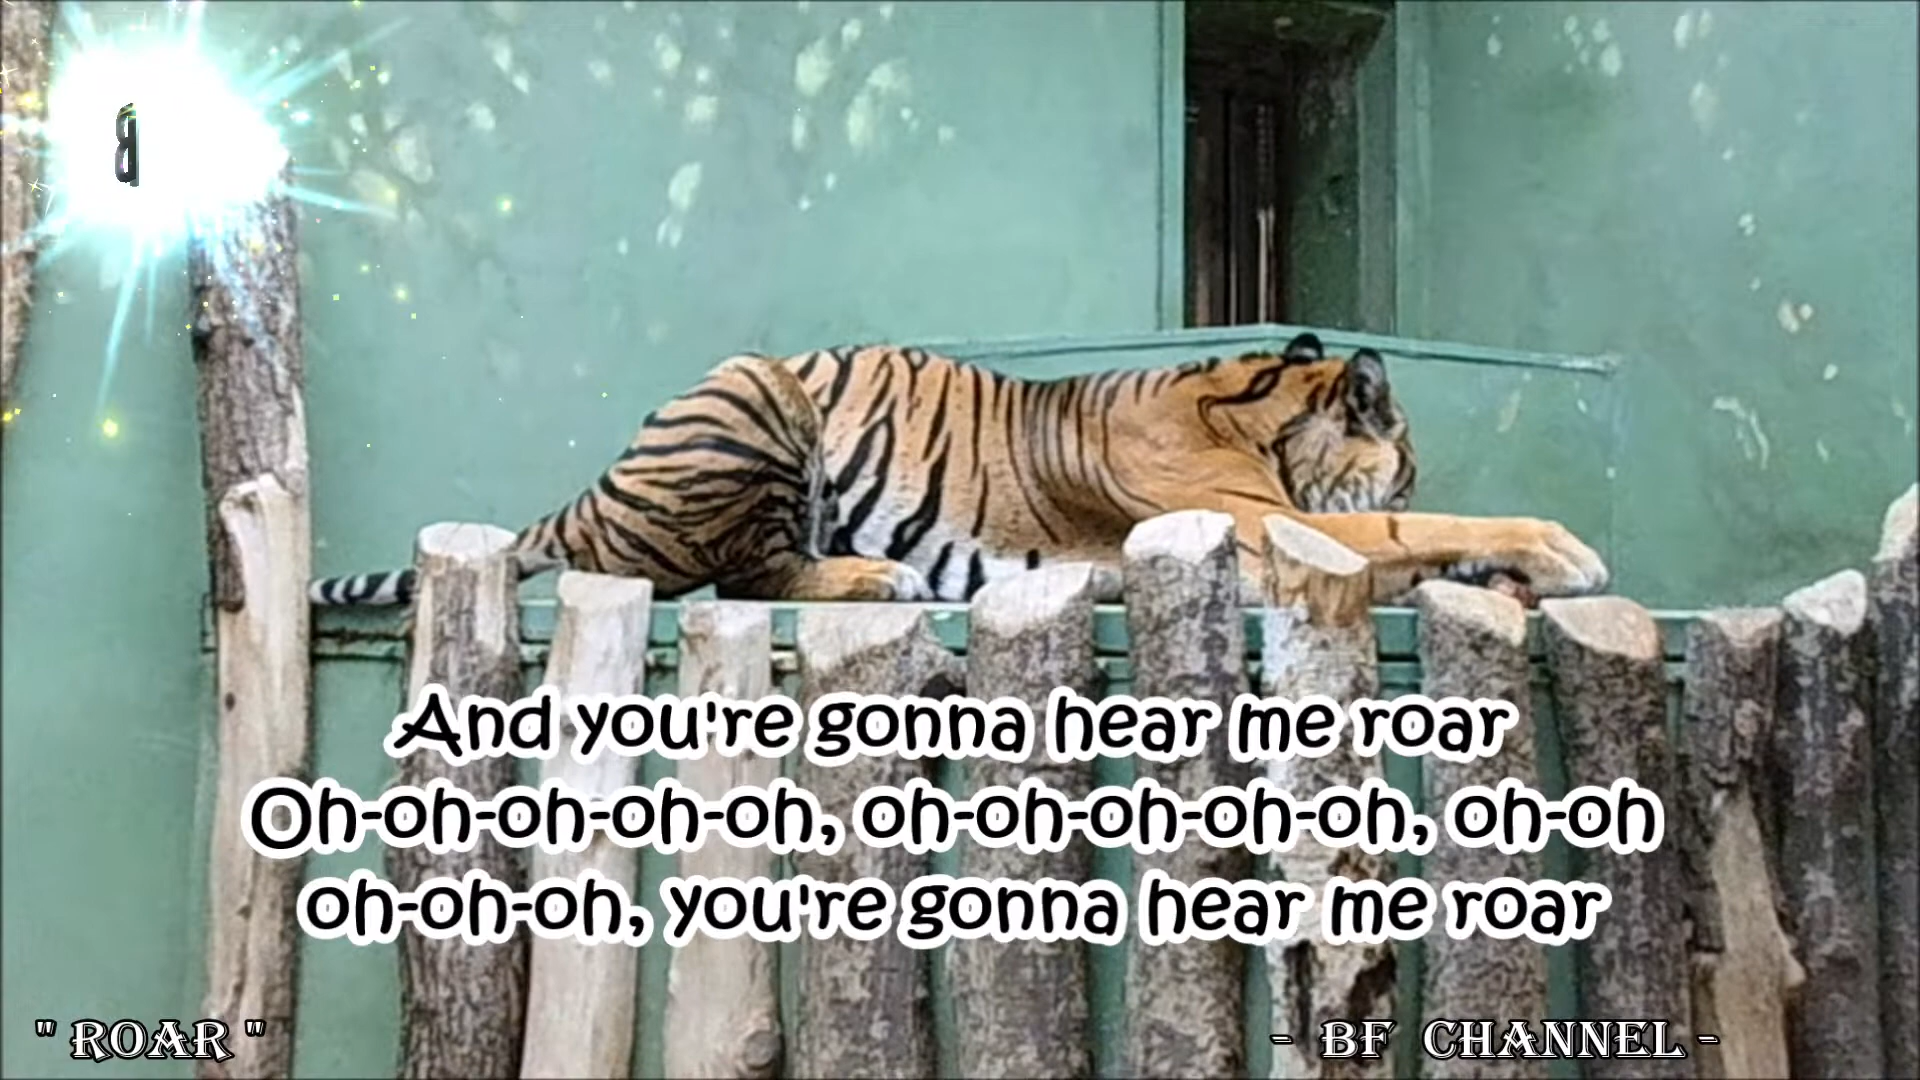 And you're gonna hear me roar
Oh-oh-oh-oh-oh, oh-oh-oh-oh-oh, oh-oh
oh-oh-oh, you're gonna hear me roar
" ROAR "
- BF CHANNEL -